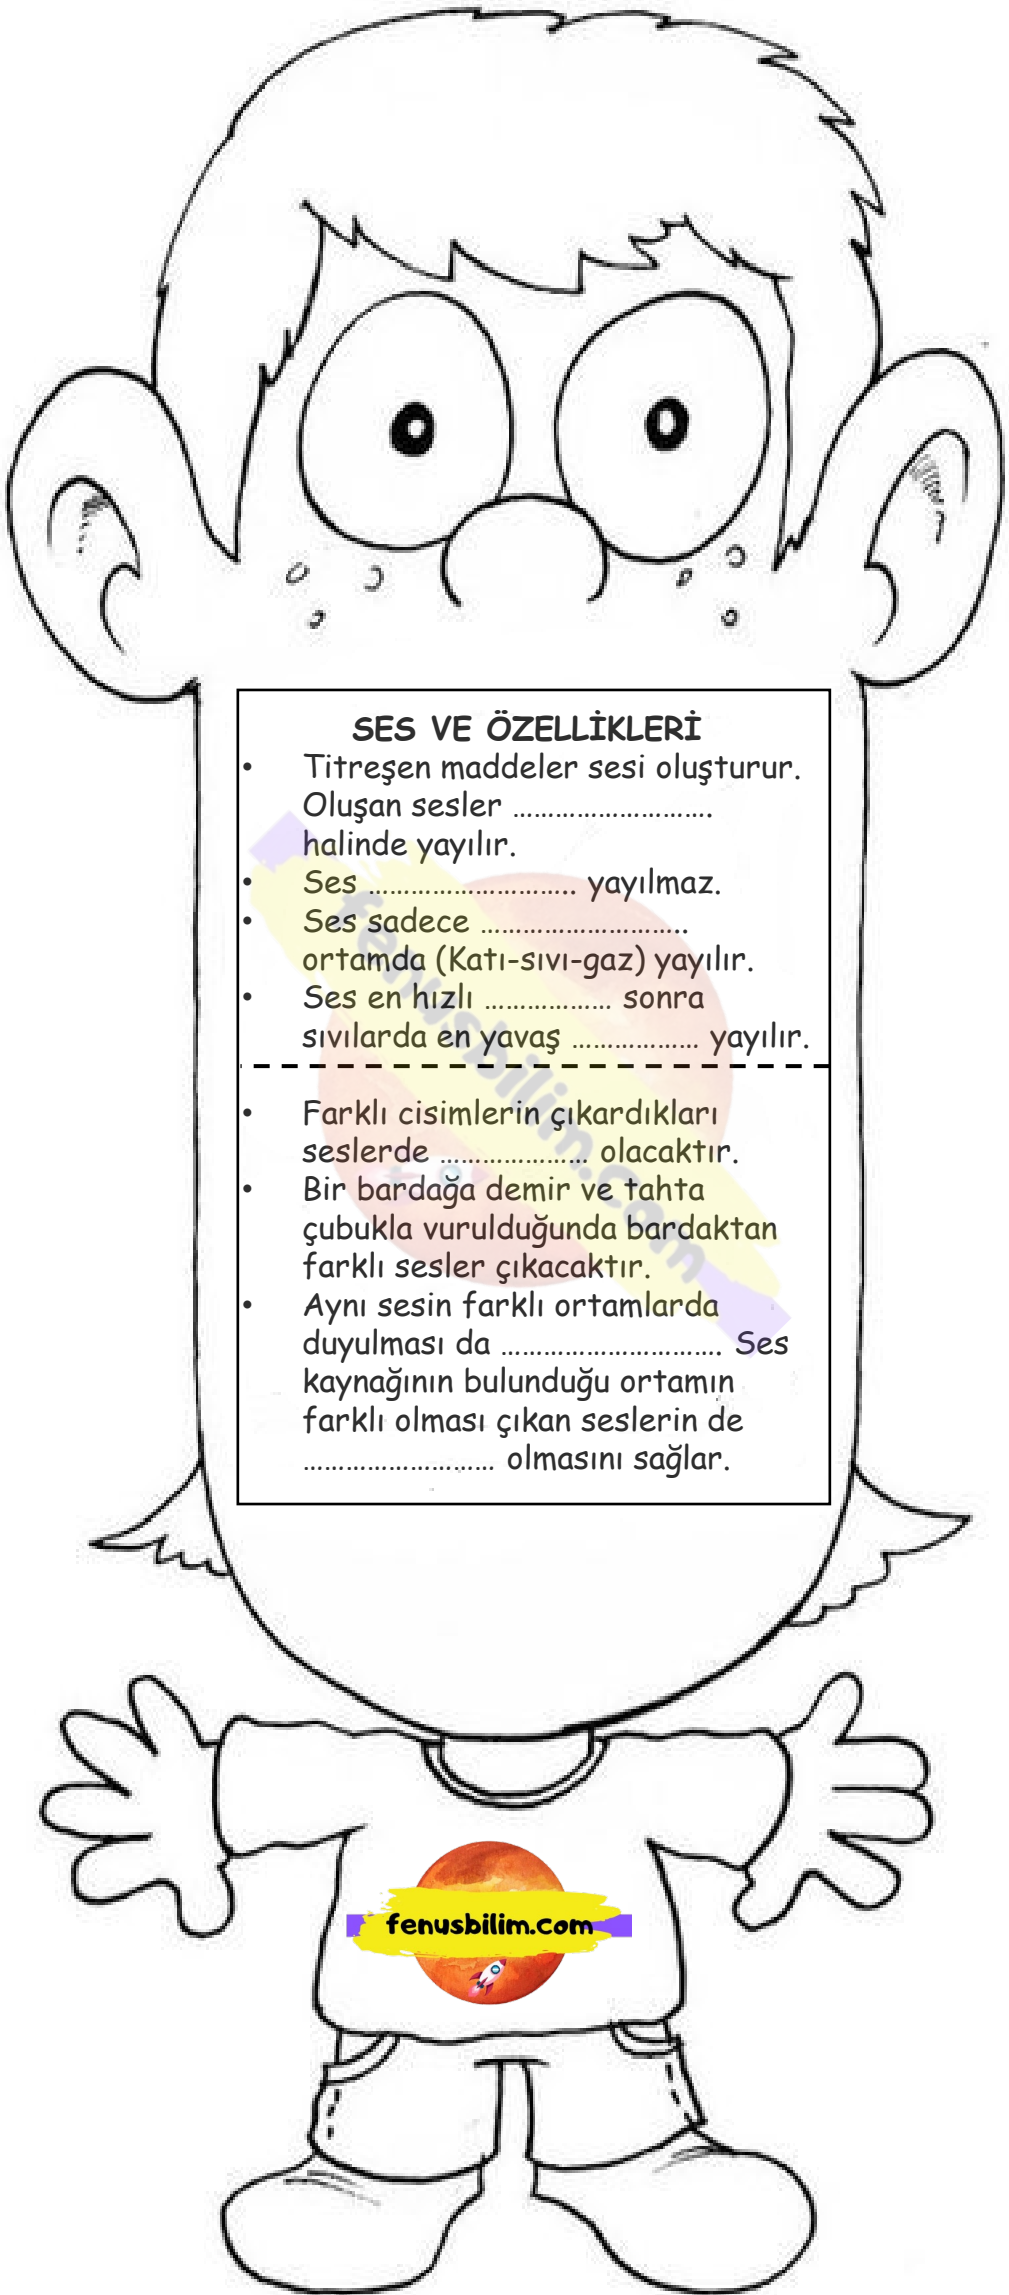 SES VE ÖZELLİKLERİ
• Titreşen maddeler sesi oluşturur.
Oluşan sesler ……………………….
halinde yayılır.
• Ses ……………………….. yayılmaz.
• Ses sadece ………………………..
ortamda (Katı-sıvı-gaz) yayılır.
• Ses en hızlı ……………… sonra
sıvılarda en yavaş ……………… yayılır.
• Farklı cisimlerin çıkardıkları
seslerde ………………… olacaktır.
• Bir bardağa demir ve tahta
çubukla vurulduğunda bardaktan
farklı sesler çıkacaktır.
• Aynı sesin farklı ortamlarda
duyulması da …………………………. Ses
kaynağının bulunduğu ortamın
farklı olması çıkan seslerin de
……………………… olmasını sağlar.
fenusbilim.com
fenusbilim.com